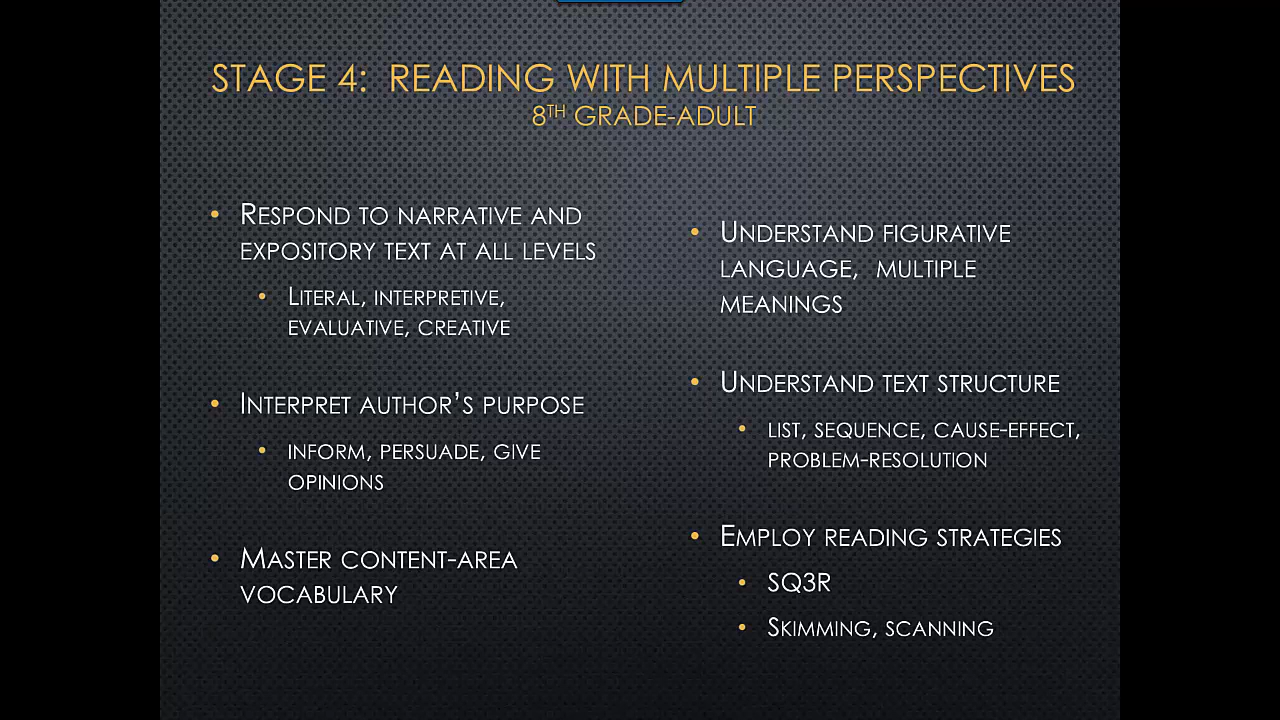 STAGE 4: READING WITH MULTIPLE PERSPECTIVES
8TH GRADE-ADULT
• RESPOND TO NARRATIVE AND
EXPOSITORY TEXT AT ALL LEVELS
• LITERAL, INTERPRETIVE,
EVALUATIVE, CREATIVE
• INTERPRET AUTHOR'S PURPOSE
• INFORM, PERSUADE, GIVE
OPINIONS
• MASTER CONTENT-AREA
VOCABULARY
• UNDERSTAND FIGURATIVE
LANGUAGE, MULTIPLE
MEANINGS
• UNDERSTAND TEXT STRUCTURE
• LIST, SEQUENCE, CAUSE-EFFECT,
PROBLEM-RESOLUTION
• EMPLOY READING STRATEGIES
• SQ3R
• SKIMMING, SCANNING